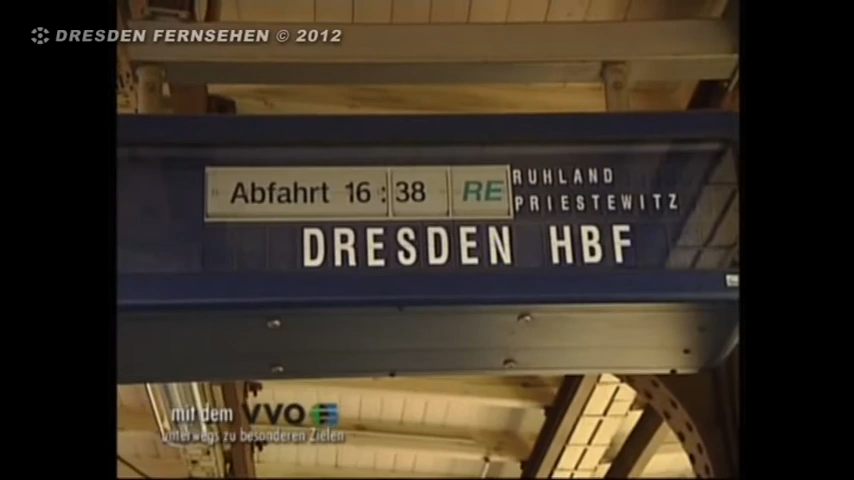 DRESDEN FERNSEHEN © 2012
Abfahrt 16:38 RE
RUHLAND
PRIESTEWITZ
DRESDEN HBF
mit dem VVO
unterwegs zu besonderen Zielen